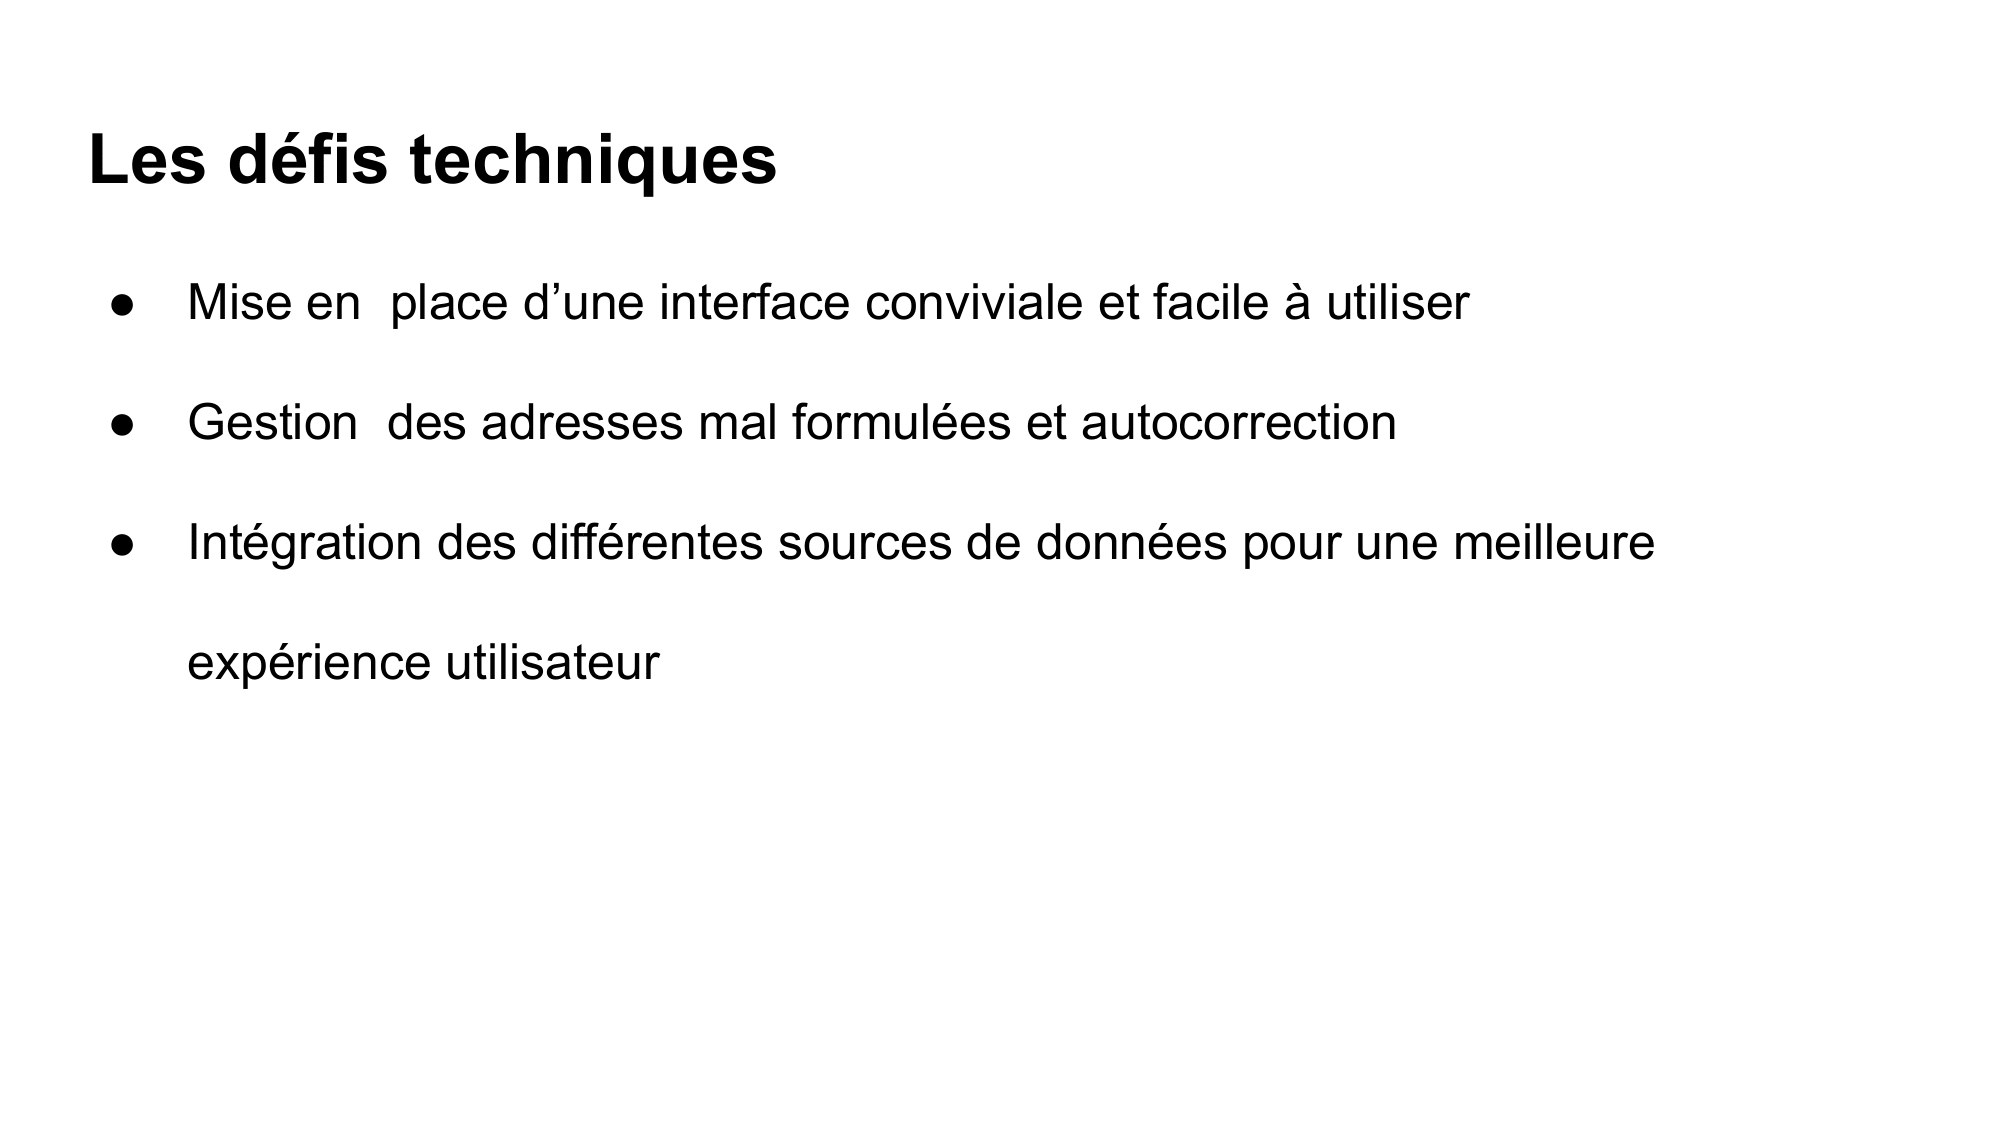 Les défis techniques
● Mise en  place d’une interface conviviale et facile à utiliser
● Gestion  des adresses mal formulées et autocorrection
● Intégration des différentes sources de données pour une meilleure
expérience utilisateur